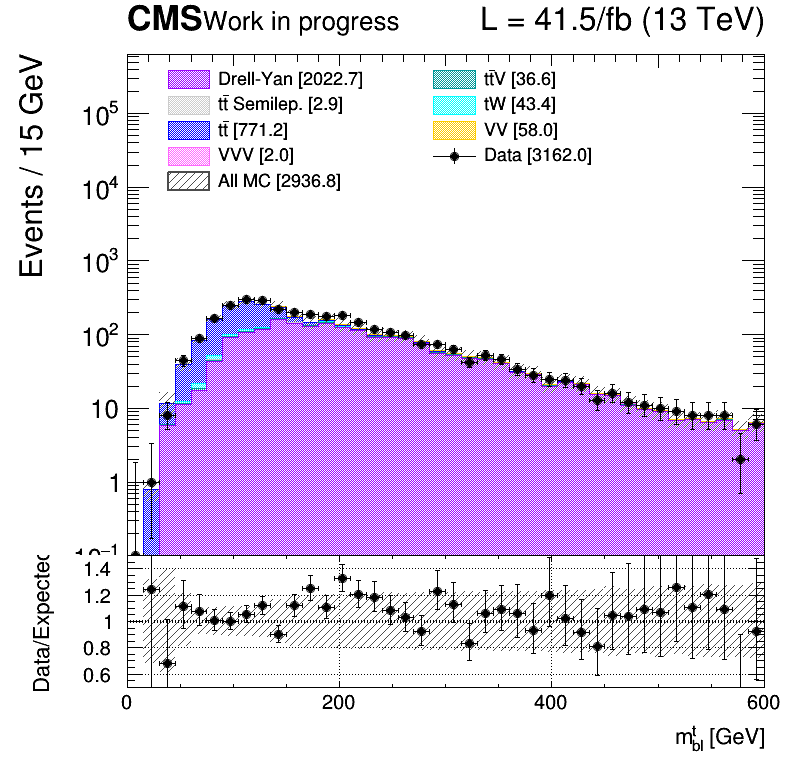 CMS Work in progress L = 41.5/fb (13 TeV)
Events / 15 GeV
Drell-Yan [2022.7]
tt̄ Semilep. [2.9]
tt̄ [771.2]
VVV [2.0]
All MC [2936.8]
tt̄V [36.6]
tW [43.4]
VV [58.0]
Data [3162.0]
10⁵
10⁴
10³
10²
10
1
10⁻¹
Data/Expected
1.4
1.2
1
0.8
0.6
0 200 400 600
mᵗbl [GeV]